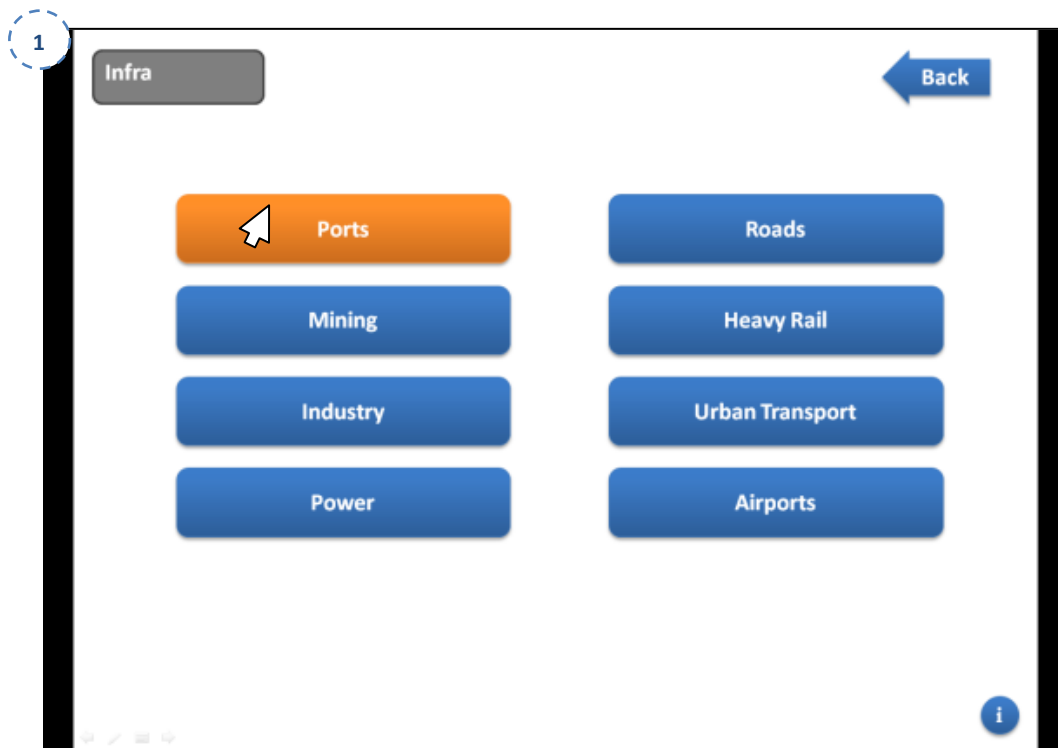 1
Infra
Back
Ports
Roads
Mining
Heavy Rail
Industry
Urban Transport
Power
Airports
i